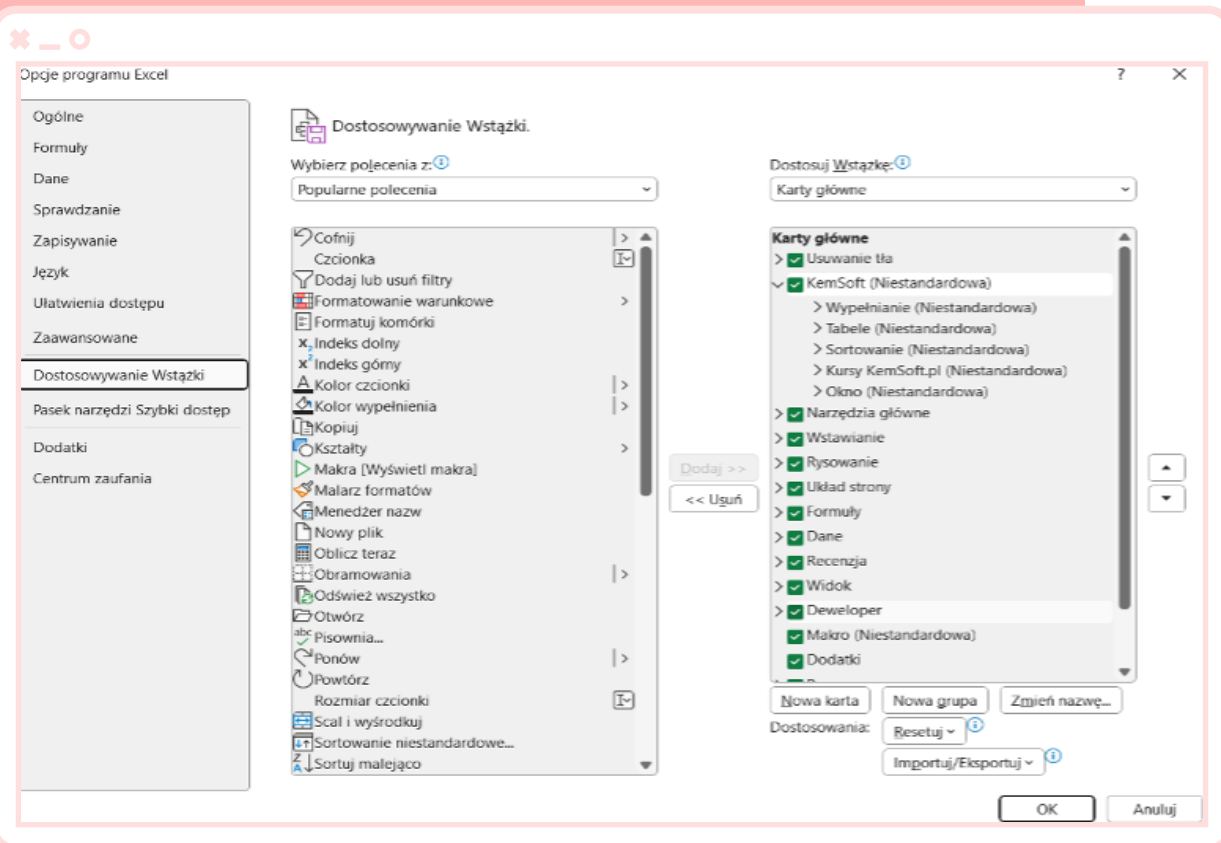 Opcje programu Excel
?
Ogólne
Formuły
Dane
Sprawdzanie
Zapisywanie
Język
Ułatwienia dostępu
Zaawansowane
Dostosowywanie Wstążki
Pasek narzędzi Szybki dostęp
Dodatki
Centrum zaufania
Dostosowywanie Wstążki.
Wybierz polecenia z:
Popularne polecenia
Cofnij
Czcionka
Dodaj lub usuń filtry
Formatowanie warunkowe
Formatuj komórki
Indeks dolny
Indeks górny
Kolor czcionki
Kolor wypełnienia
Kopiuj
Kształty
Makra [Wyświetl makra]
Malarz formatów
Menedżer nazw
Nowy plik
Oblicz teraz
Obramowania
Odśwież wszystko
Otwórz
Pisownia...
Ponów
Powtórz
Rozmiar czcionki
Scal i wyśrodkuj
Sortowanie niestandardowe...
Sortuj malejąco
Dodaj >>
<< Usuń
Dostosuj Wstążkę:
Karty główne
Karty główne
Usuwanie tła
KemSoft (Niestandardowa)
Wypełnianie (Niestandardowa)
Tabele (Niestandardowa)
Sortowanie (Niestandardowa)
Kursy KemSoft.pl (Niestandardowa)
Okno (Niestandardowa)
Narzędzia główne
Wstawianie
Rysowanie
Układ strony
Formuły
Dane
Recenzja
Widok
Deweloper
Makro (Niestandardowa)
Dodatki
Nowa karta
Nowa grupa
Zmień nazwę...
Dostosowania:
Resetuj
Importuj/Eksportuj
OK
Anuluj